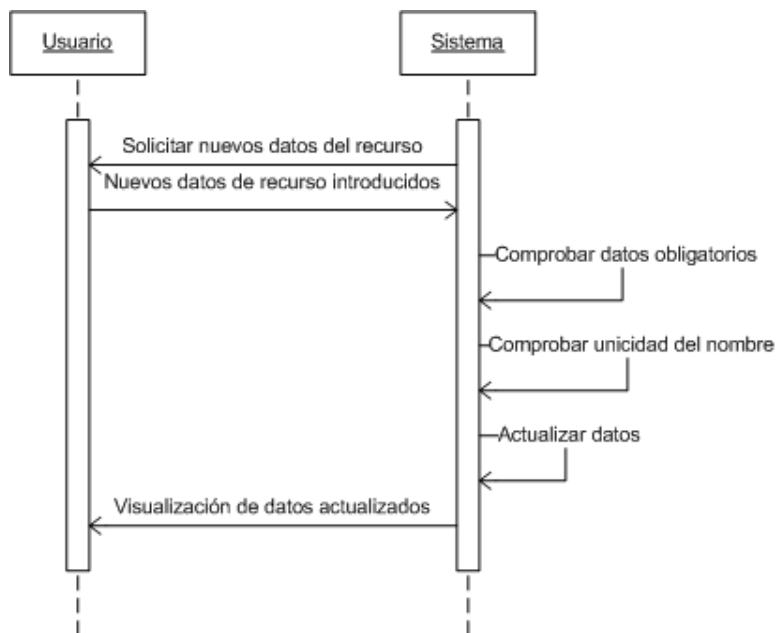 Usuario
Sistema
Solicitar nuevos datos del recurso
Nuevos datos de recurso introducidos
Comprobar datos obligatorios
Comprobar unicidad del nombre
Actualizar datos
Visualización de datos actualizados